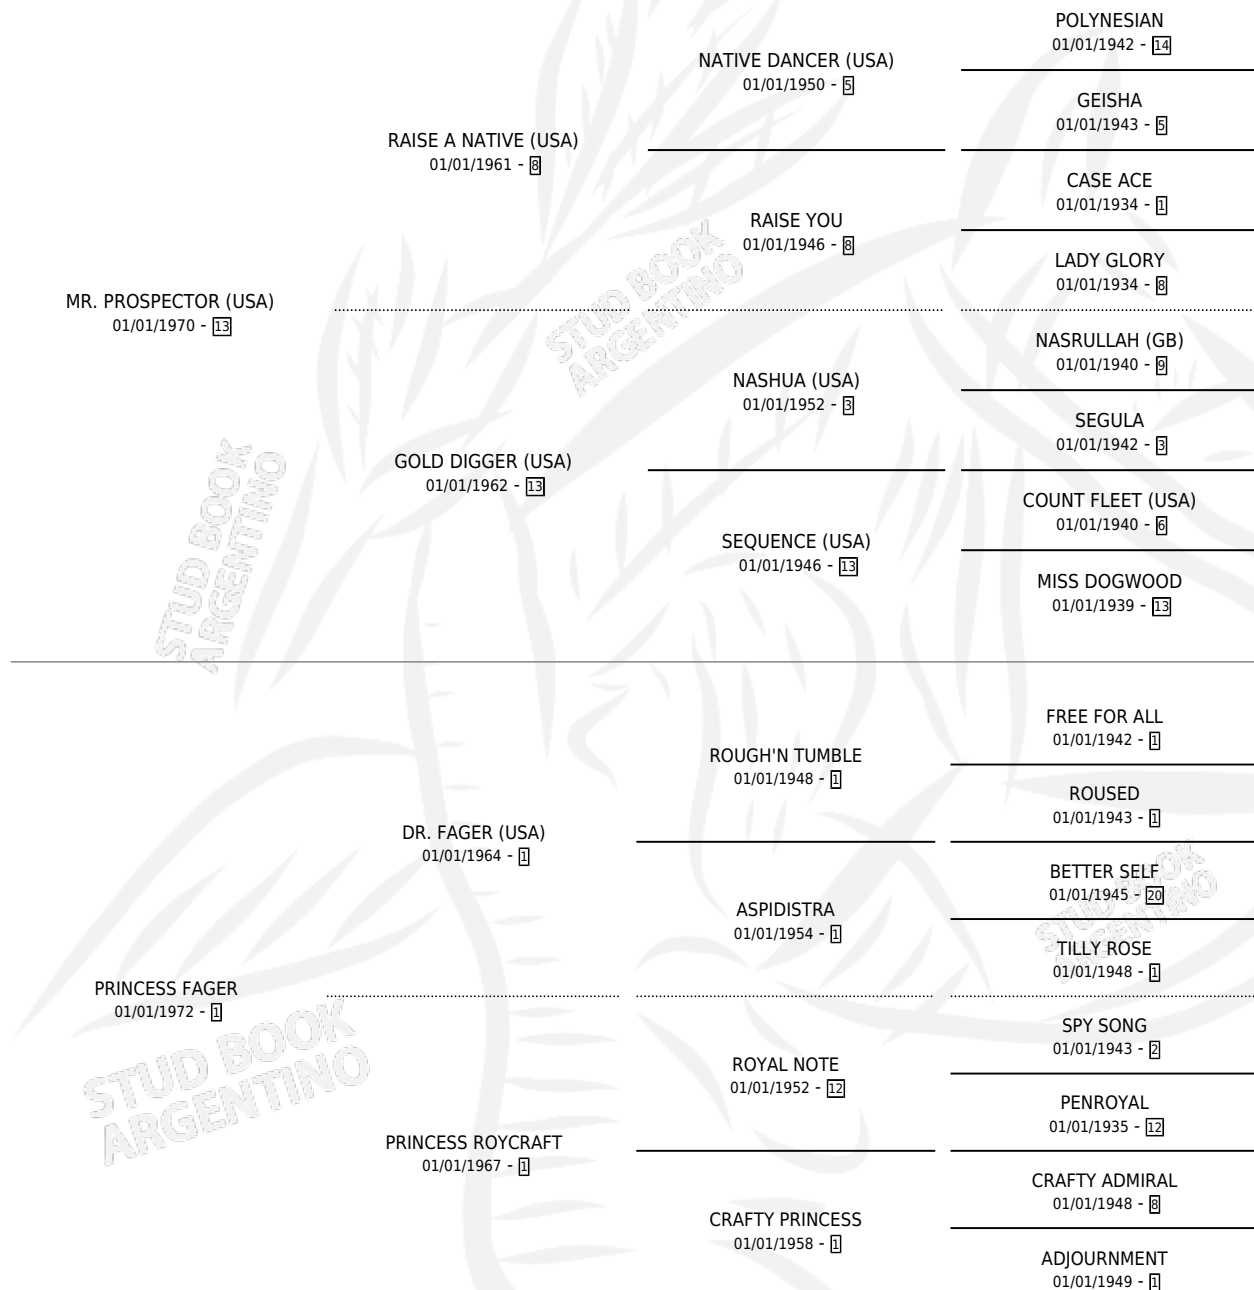 POLYNESIAN
01/01/1942 - 14
NATIVE DANCER (USA)
01/01/1950 - 5
GEISHA
01/01/1943 - 5
RAISE A NATIVE (USA)
01/01/1961 - 8
CASE ACE
01/01/1934 - 1
RAISE YOU
01/01/1946 - 8
LADY GLORY
01/01/1934 - 8
MR. PROSPECTOR (USA)
01/01/1970 - 13
STUD BOOK
ARGENTINO
NASRULLAH (GB)
01/01/1940 - 9
NASHUA (USA)
01/01/1952 - 3
SEGULA
01/01/1942 - 3
GOLD DIGGER (USA)
01/01/1962 - 13
COUNT FLEET (USA)
01/01/1940 - 6
SEQUENCE (USA)
01/01/1946 - 13
MISS DOGWOOD
01/01/1939 - 13
STUD BOOK
ARGENTINO
FREE FOR ALL
01/01/1942 - 1
ROUGH'N TUMBLE
01/01/1948 - 1
ROUSED
01/01/1943 - 1
DR. FAGER (USA)
01/01/1964 - 1
BETTER SELF
01/01/1945 - 20
ASPIDISTRA
01/01/1954 - 1
STUD BOOK
ARGENTINO
TILLY ROSE
01/01/1948 - 1
PRINCESS FAGER
01/01/1972 - 1
STUD BOOK
ARGENTINO
SPY SONG
01/01/1943 - 2
ROYAL NOTE
01/01/1952 - 12
PENROYAL
01/01/1935 - 12
PRINCESS ROYCRAFT
01/01/1967 - 1
CRAFTY ADMIRAL
01/01/1948 - 8
CRAFTY PRINCESS
01/01/1958 - 1
ADJOURNMENT
01/01/1949 - 1